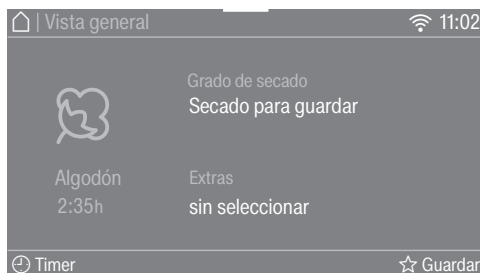 | Vista general 11:02
Grado de secado
Secado para guardar
Algodón
2:35h
Extras
sin seleccionar
Timer Guardar